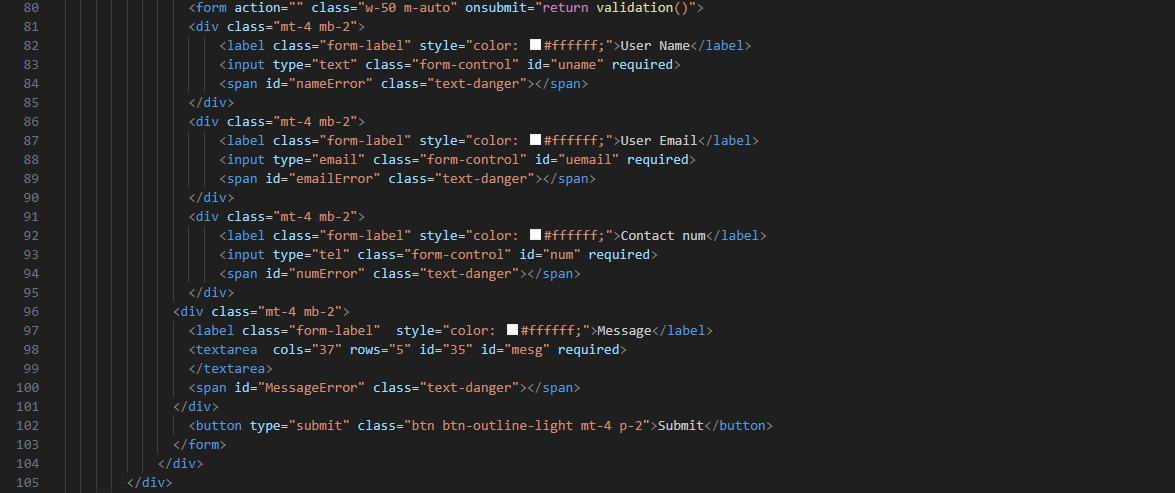 80 <form action="" class="w-50 m-auto" onsubmit="return validation()">
81 <div class="mt-4 mb-2">
82 <label class="form-label" style="color: #ffffff;">User Name</label>
83 <input type="text" class="form-control" id="uname" required>
84 <span id="nameError" class="text-danger"></span>
85 </div>
86 <div class="mt-4 mb-2">
87 <label class="form-label" style="color: #ffffff;">User Email</label>
88 <input type="email" class="form-control" id="uemail" required>
89 <span id="emailError" class="text-danger"></span>
90 </div>
91 <div class="mt-4 mb-2">
92 <label class="form-label" style="color: #ffffff;">Contact num</label>
93 <input type="tel" class="form-control" id="num" required>
94 <span id="numError" class="text-danger"></span>
95 </div>
96 <div class="mt-4 mb-2">
97 <label class="form-label"  style="color: #ffffff;">Message</label>
98 <textarea  cols="37" rows="5" id="35" id="mesg" required>
99 </textarea>
100 <span id="MessageError" class="text-danger"></span>
101 </div>
102 <button type="submit" class="btn btn-outline-light mt-4 p-2">Submit</button>
103 </form>
104 </div>
105 </div>